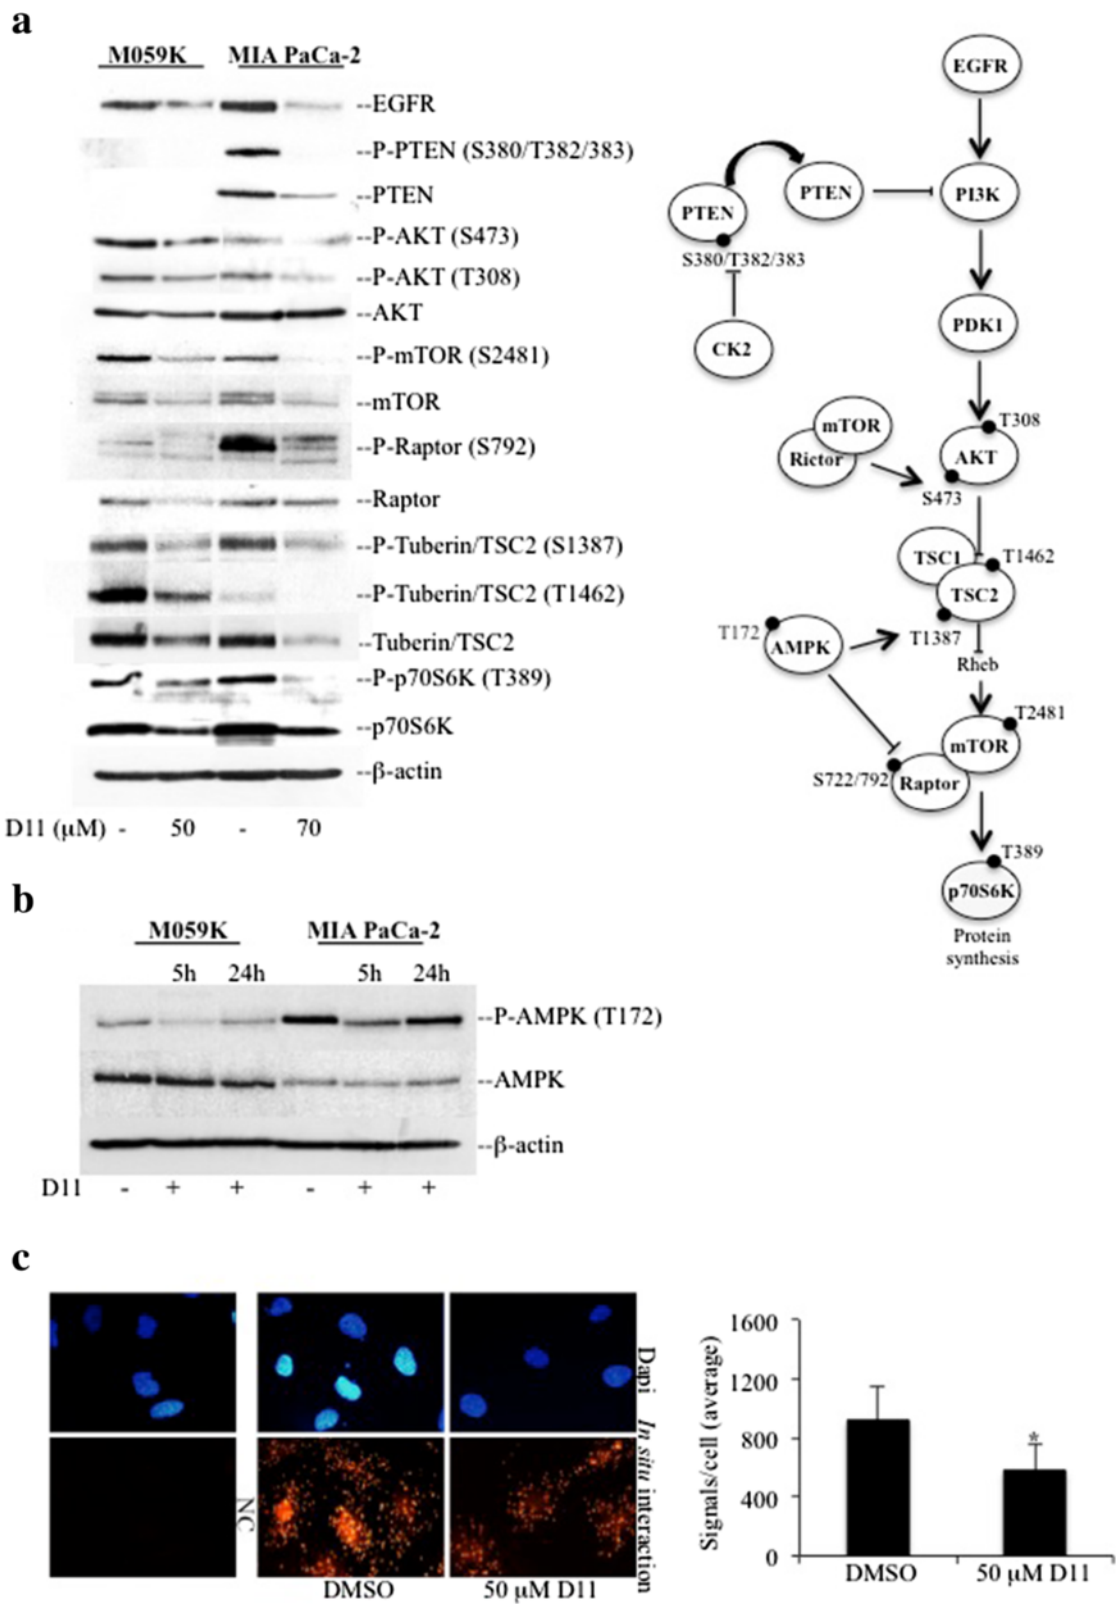 a
M059K MIA PaCa-2
--EGFR
--P-PTEN (S380/T382/383)
--PTEN
--P-AKT (S473)
--P-AKT (T308)
--AKT
--P-mTOR (S2481)
--mTOR
--P-Raptor (S792)
--Raptor
--P-Tuberin/TSC2 (S1387)
--P-Tuberin/TSC2 (T1462)
--Tuberin/TSC2
--P-p70S6K (T389)
--p70S6K
--β-actin
D11 (µM) - 50 - 70
EGFR
PTEN
PTEN
PI3K
S380/T382/383
CK2
PDK1
T308
mTOR
Rictor
AKT
S473
TSC1
T1462
TSC2
T172
AMPK
T1387
Rheb
T2481
mTOR
S722/792
Raptor
T389
p70S6K
Protein
synthesis
b
M059K MIA PaCa-2
5h 24h 5h 24h
--P-AMPK (T172)
--AMPK
--β-actin
D11 - + + - + +
c
Dapi
In situ interaction
NC
DMSO 50 µM D11
Signals/cell (average)
1600
1200
800
400
0
*
DMSO 50 µM D11